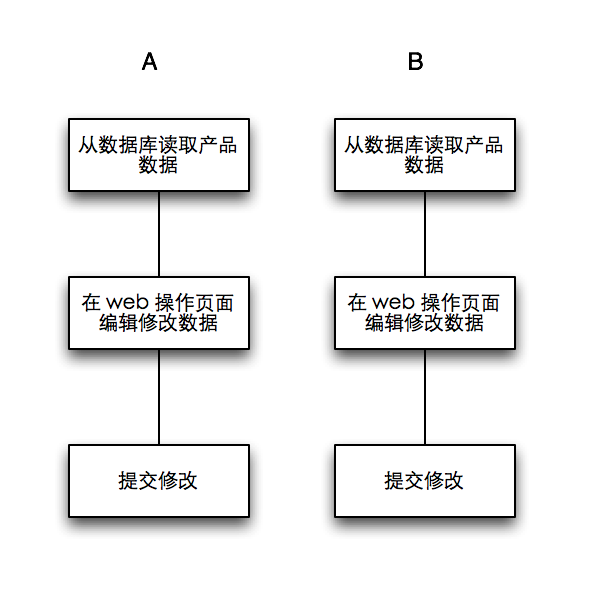 A
B
从数据库读取产品
数据
从数据库读取产品
数据
在 web 操作页面
编辑修改数据
在 web 操作页面
编辑修改数据
提交修改
提交修改